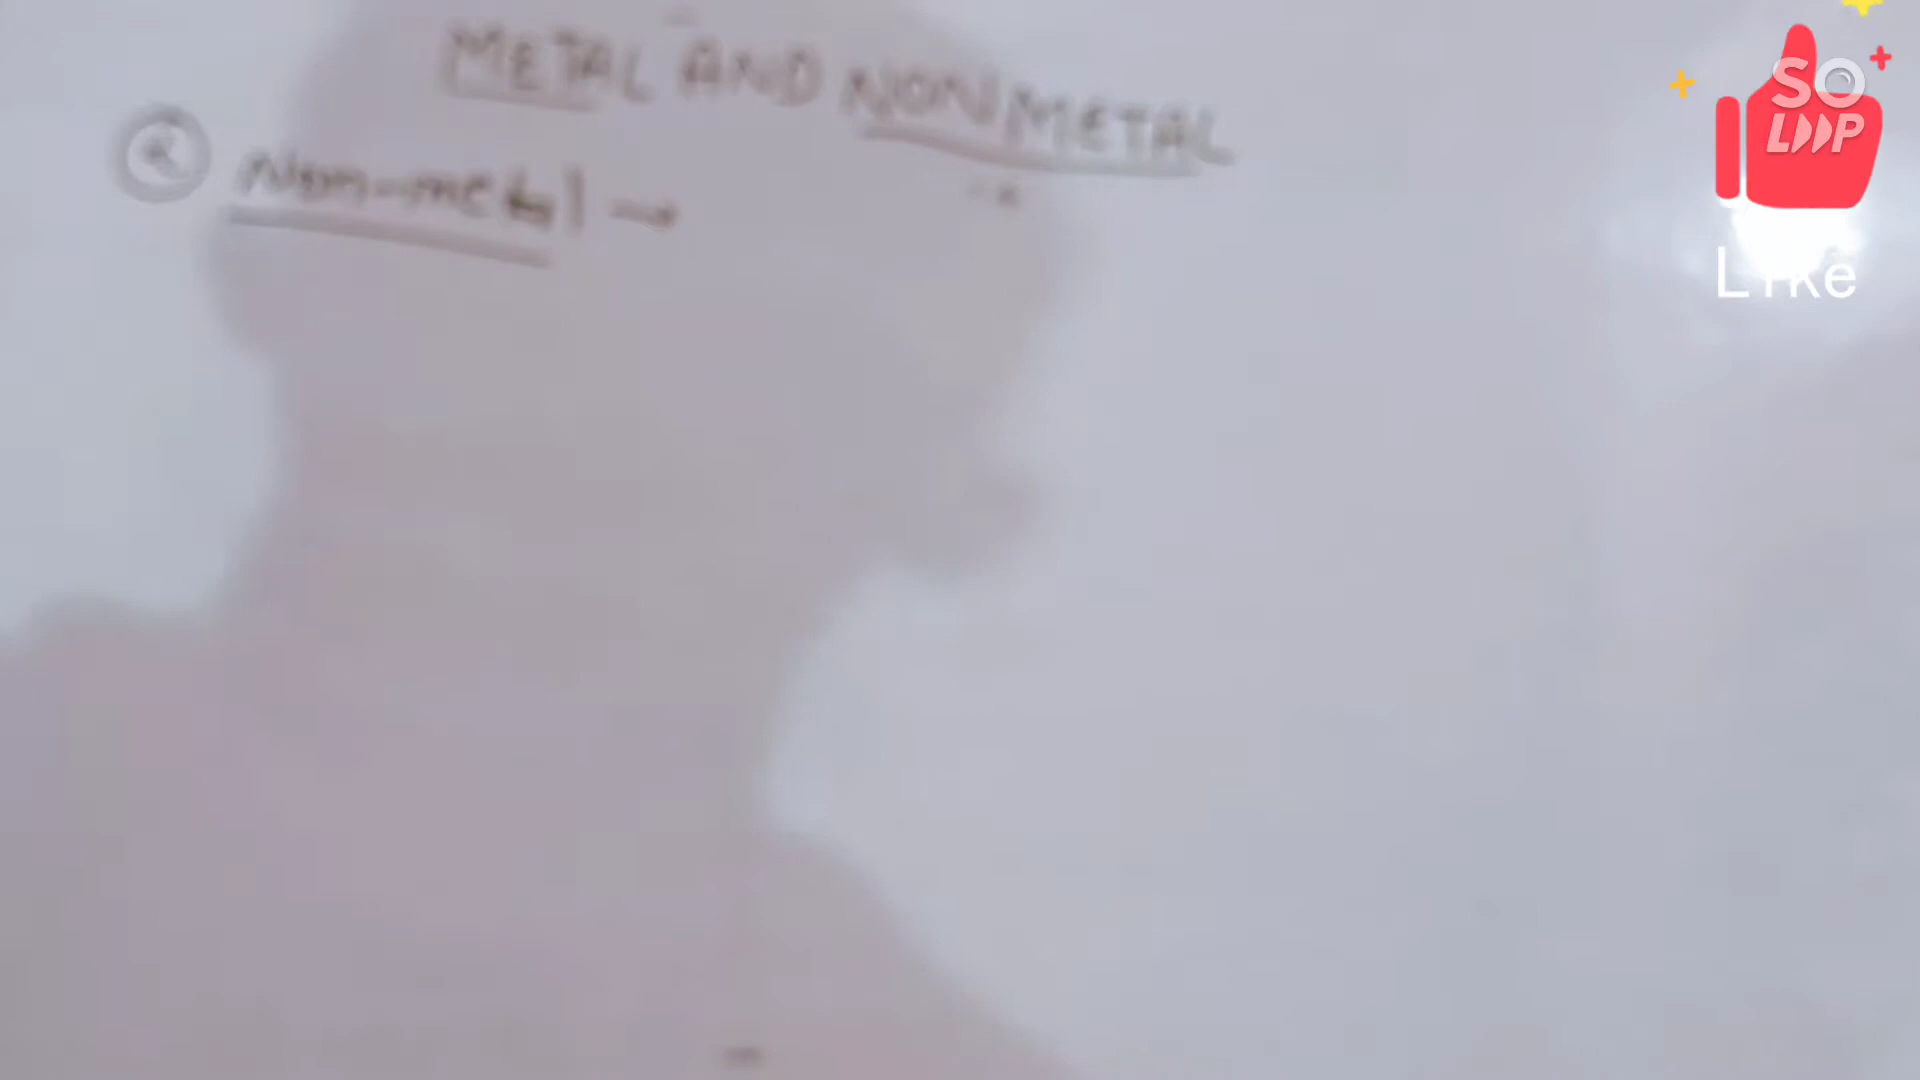 METAL AND NON METAL
Non-metal →
SO
LOOP
Like